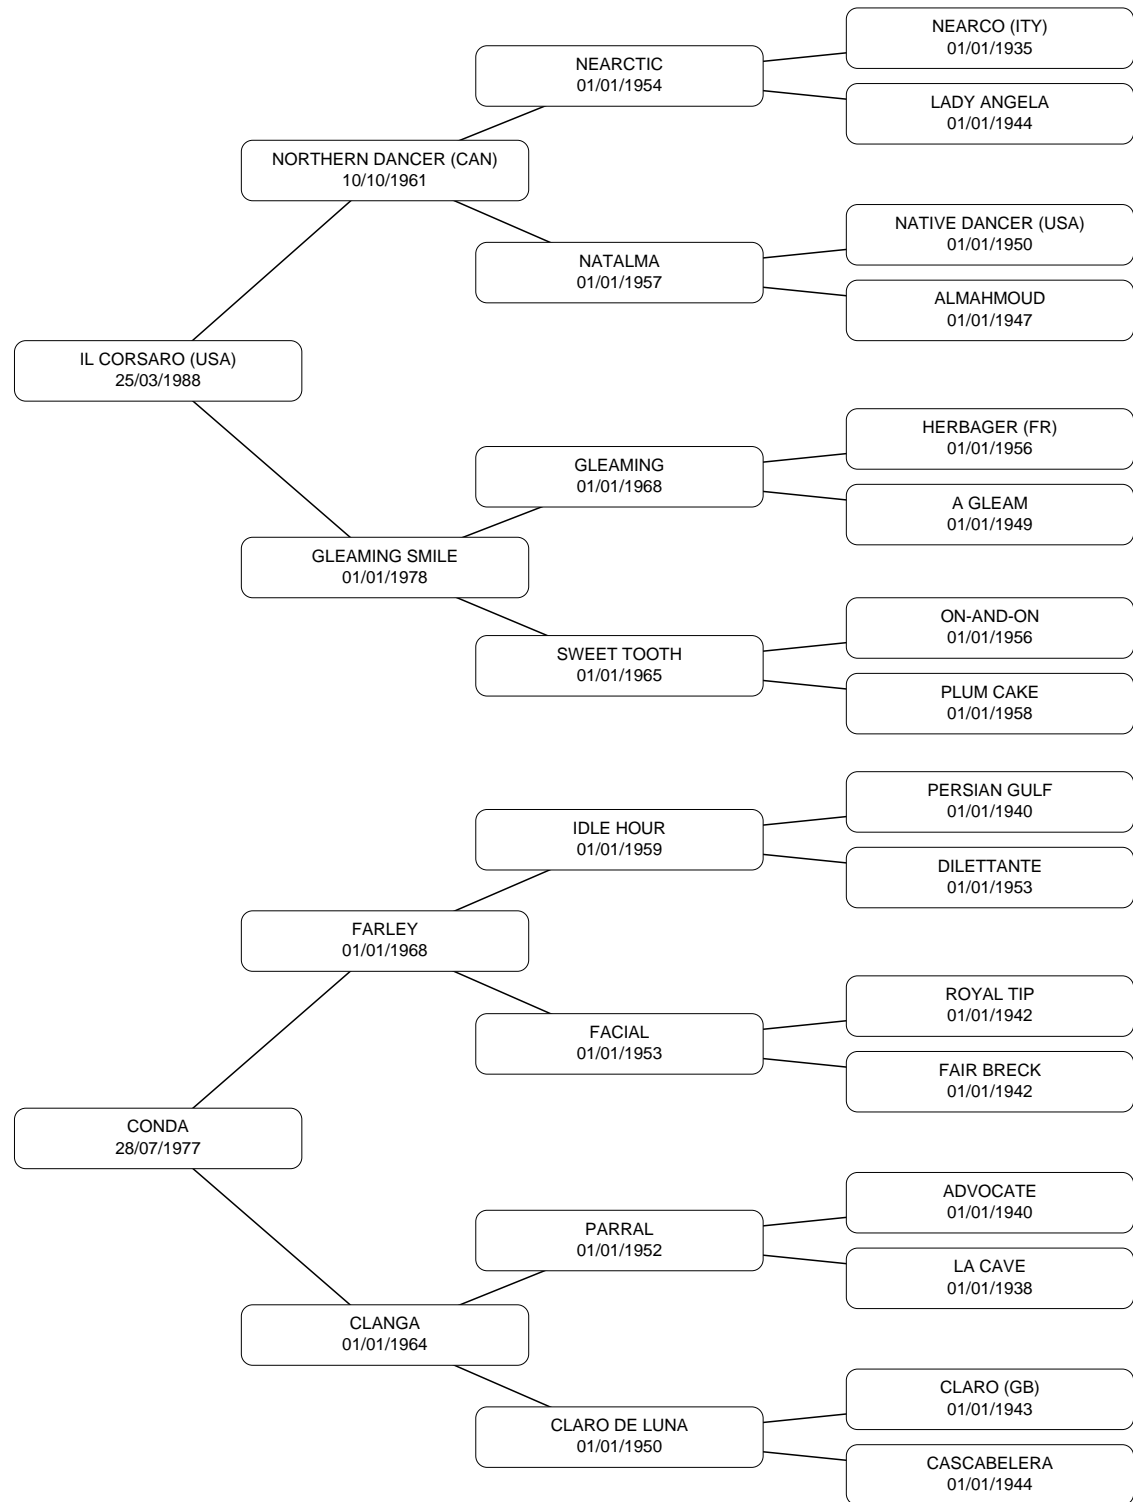 NEARCO (ITY)
01/01/1935
NEARCTIC
01/01/1954
LADY ANGELA
01/01/1944
NORTHERN DANCER (CAN)
10/10/1961
NATIVE DANCER (USA)
01/01/1950
NATALMA
01/01/1957
ALMAHMOUD
01/01/1947
IL CORSARO (USA)
25/03/1988
HERBAGER (FR)
01/01/1956
GLEAMING
01/01/1968
A GLEAM
01/01/1949
GLEAMING SMILE
01/01/1978
ON-AND-ON
01/01/1956
SWEET TOOTH
01/01/1965
PLUM CAKE
01/01/1958
PERSIAN GULF
01/01/1940
IDLE HOUR
01/01/1959
DILETTANTE
01/01/1953
FARLEY
01/01/1968
ROYAL TIP
01/01/1942
FACIAL
01/01/1953
FAIR BRECK
01/01/1942
CONDA
28/07/1977
ADVOCATE
01/01/1940
PARRAL
01/01/1952
LA CAVE
01/01/1938
CLANGA
01/01/1964
CLARO (GB)
01/01/1943
CLARO DE LUNA
01/01/1950
CASCABELERA
01/01/1944